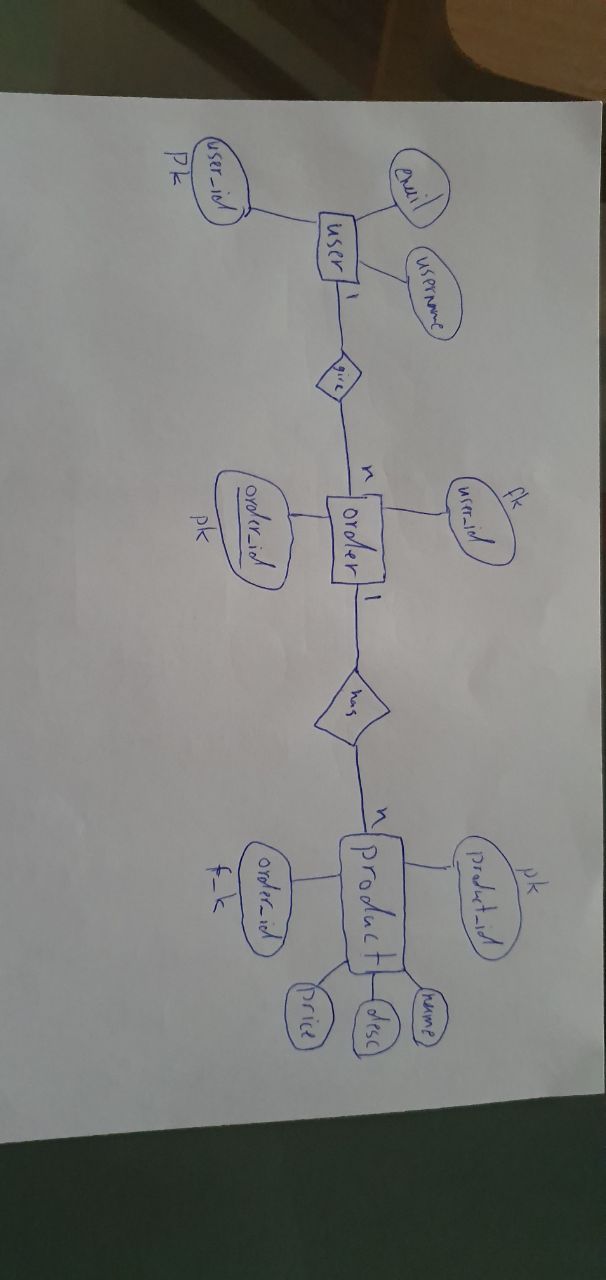 email
username
user_id
pk
user
1
give
n
fk
user_id
order
order_id
pk
1
has
n
pk
product_id
product
order_id
f_k
name
desc
price